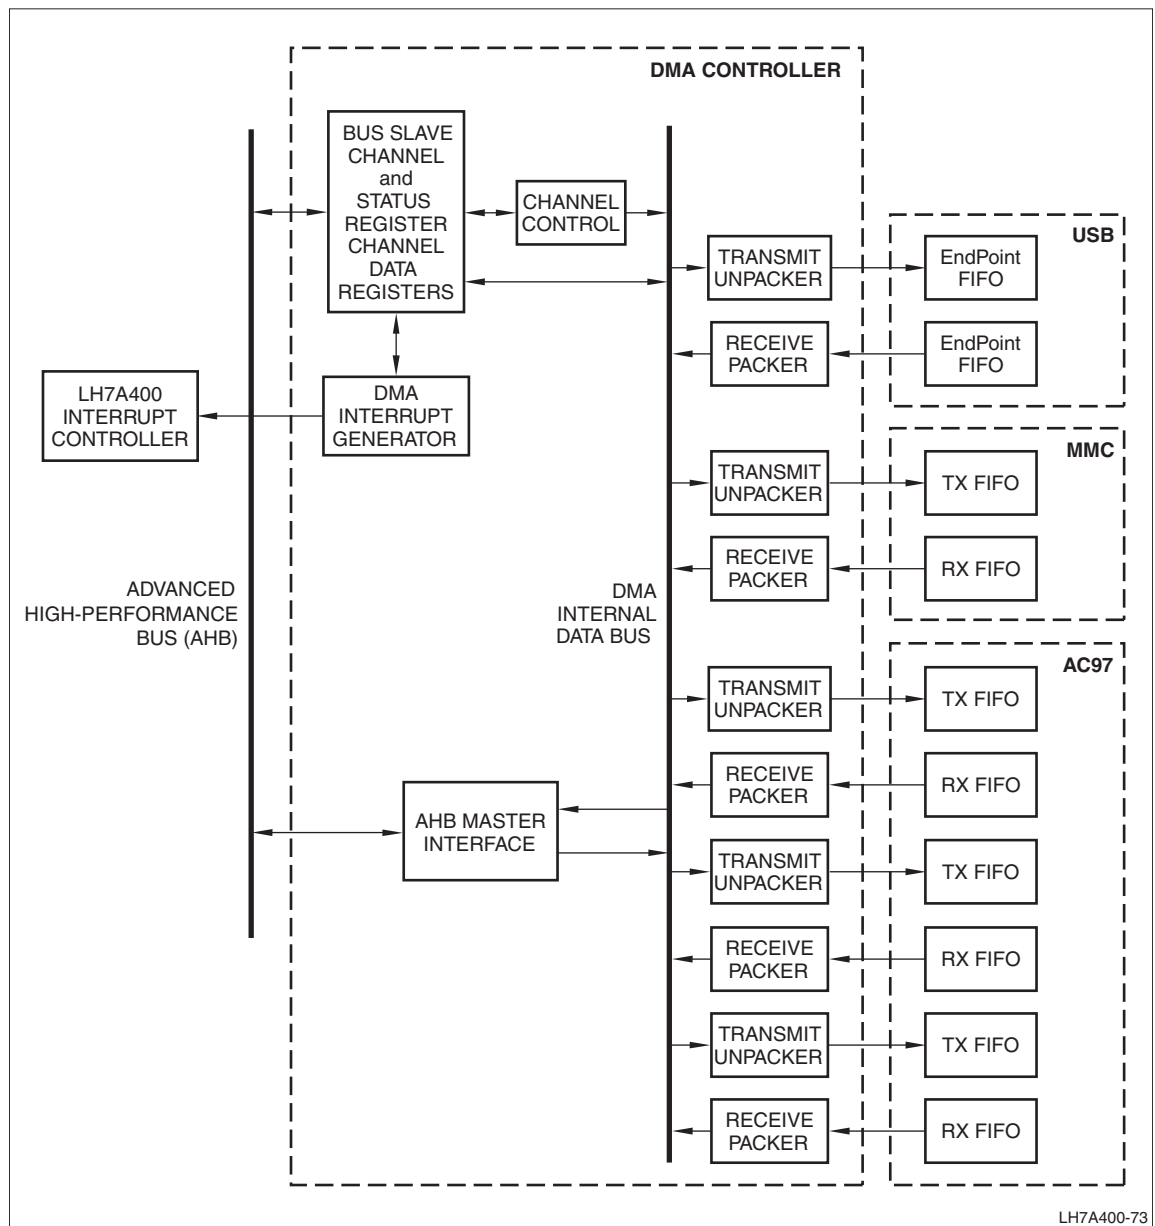 DMA CONTROLLER
BUS SLAVE
CHANNEL
and
STATUS
REGISTER
CHANNEL
DATA
REGISTERS
CHANNEL
CONTROL
TRANSMIT
UNPACKER
RECEIVE
PACKER
USB
EndPoint
FIFO
EndPoint
FIFO
LH7A400
INTERRUPT
CONTROLLER
DMA
INTERRUPT
GENERATOR
TRANSMIT
UNPACKER
RECEIVE
PACKER
MMC
TX FIFO
RX FIFO
ADVANCED
HIGH-PERFORMANCE
BUS (AHB)
DMA
INTERNAL
DATA BUS
AHB MASTER
INTERFACE
TRANSMIT
UNPACKER
RECEIVE
PACKER
TRANSMIT
UNPACKER
RECEIVE
PACKER
TRANSMIT
UNPACKER
RECEIVE
PACKER
AC97
TX FIFO
RX FIFO
TX FIFO
RX FIFO
TX FIFO
RX FIFO
LH7A400-73